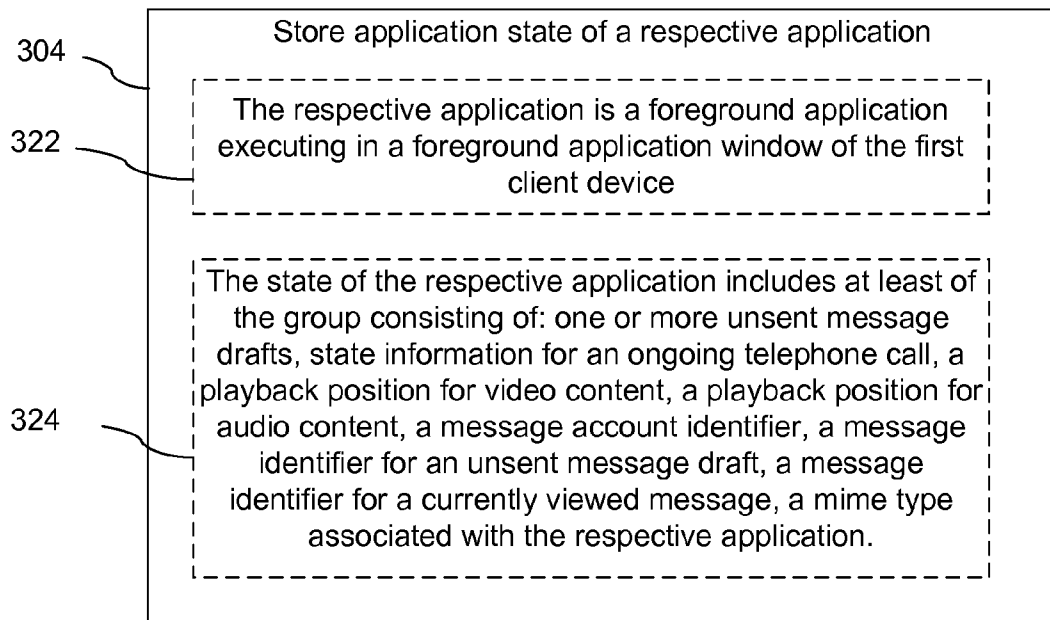 Store application state of a respective application
304
The respective application is a foreground application
executing in a foreground application window of the first
client device
322
The state of the respective application includes at least of
the group consisting of: one or more unsent message
drafts, state information for an ongoing telephone call, a
playback position for video content, a playback position for
audio content, a message account identifier, a message
identifier for an unsent message draft, a message
identifier for a currently viewed message, a mime type
associated with the respective application.
324